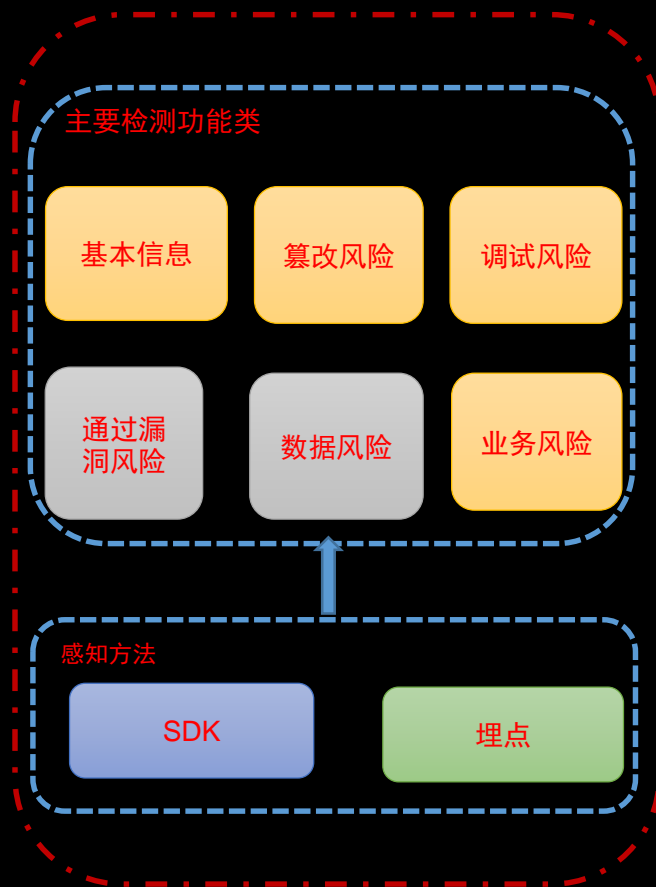 主要检测功能类
基本信息
篡改风险
调试风险
通过漏
洞风险
数据风险
业务风险
感知方法
SDK
埋点